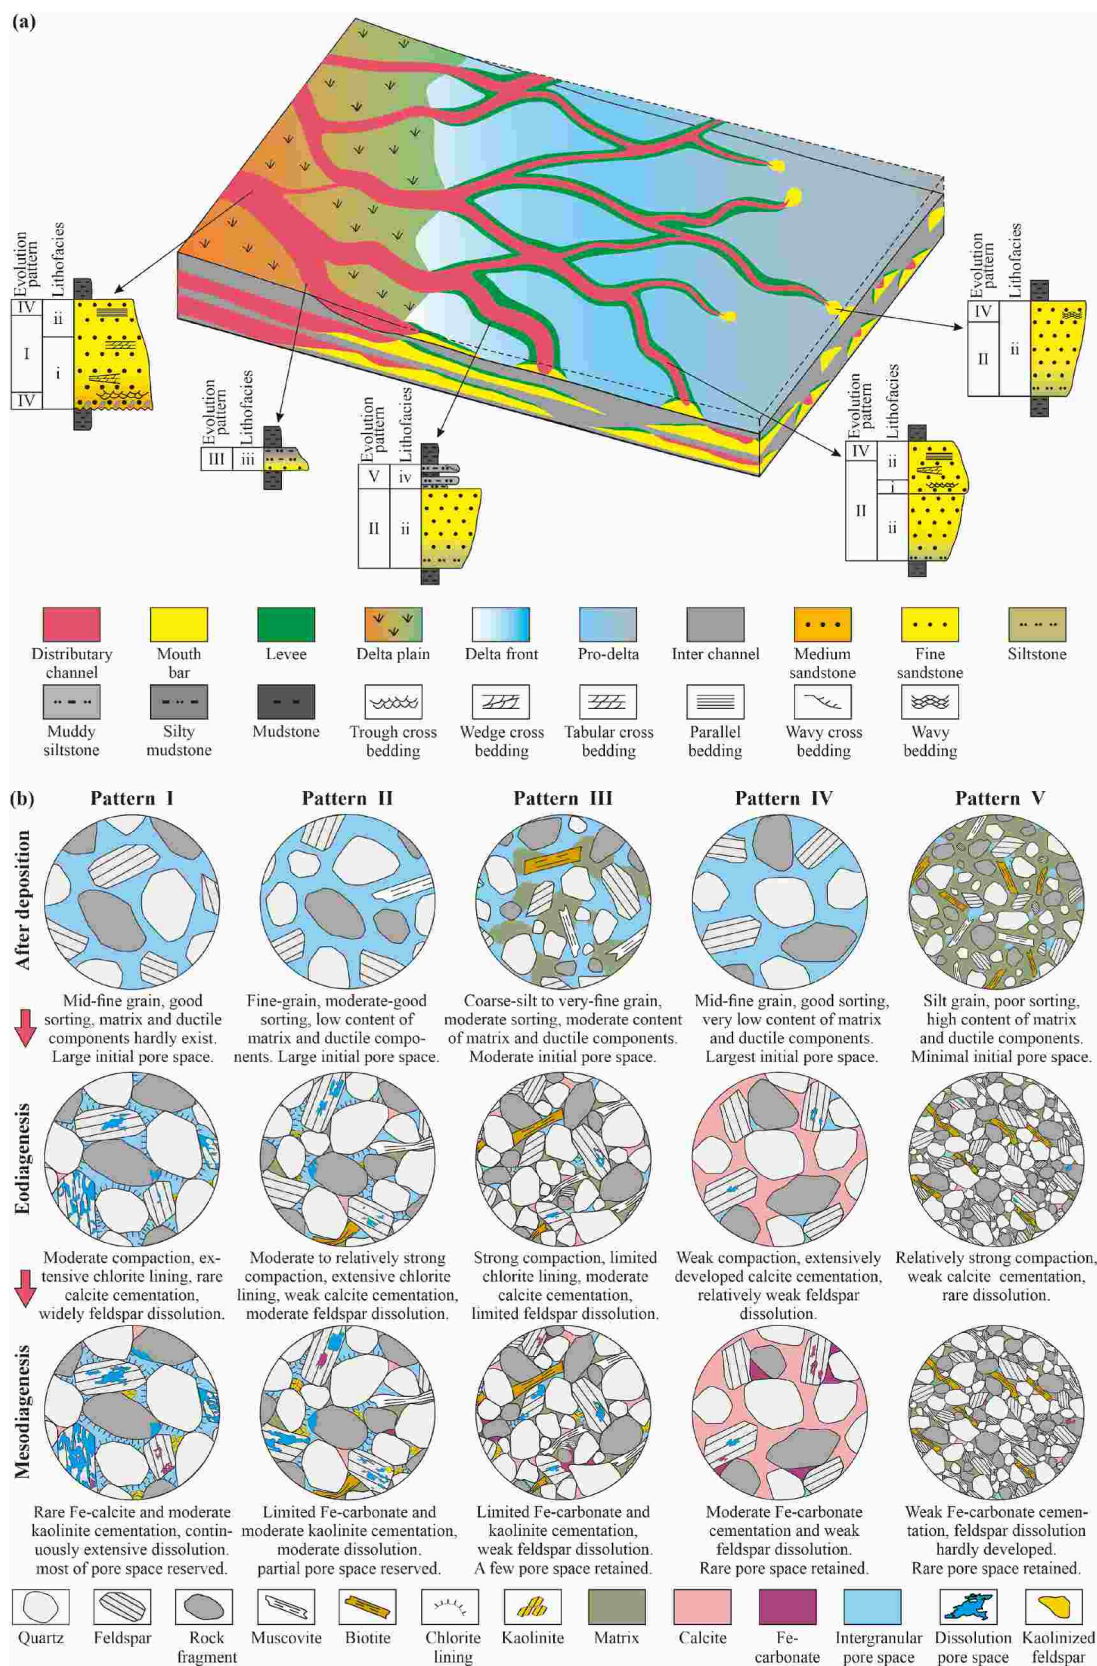 (a)
Evolution
pattern
Lithofacies
IV
I
IV
ii
i
Evolution
pattern
Lithofacies
III
iii
Evolution
pattern
Lithofacies
V
iv
II
ii
Evolution
pattern
Lithofacies
IV
ii
II
i
ii
Evolution
pattern
Lithofacies
IV
II
ii
Distributary
channel
Mouth
bar
Levee
Delta plain
Delta front
Pro-delta
Inter channel
Medium
sandstone
Fine
sandstone
Siltstone
Muddy
siltstone
Silty
mudstone
Mudstone
Trough cross
bedding
Wedge cross
bedding
Tabular cross
bedding
Parallel
bedding
Wavy cross
bedding
Wavy
bedding
(b)
Pattern I
Pattern II
Pattern III
Pattern IV
Pattern V
After deposition
Mid-fine grain, good
sorting, matrix and ductile
components hardly exist.
Large initial pore space.
Fine-grain, moderate-good
sorting, low content of
matrix and ductile compo-
nents. Large initial pore space.
Coarse-silt to very-fine grain,
moderate sorting, moderate content
of matrix and ductile components.
Moderate initial pore space.
Mid-fine grain, good sorting,
very low content of matrix
and ductile components.
Largest initial pore space.
Silt grain, poor sorting,
high content of matrix
and ductile components.
Minimal initial pore space.
Eodiagenesis
Moderate compaction, ex-
tensive chlorite lining, rare
calcite cementation,
widely feldspar dissolution.
Moderate to relatively strong
compaction, extensive chlorite
lining, weak calcite cementation,
moderate feldspar dissolution.
Strong compaction, limited
chlorite lining, moderate
calcite cementation,
limited feldspar dissolution.
Weak compaction, extensively
developed calcite cementation,
relatively weak feldspar
dissolution.
Relatively strong compaction,
weak calcite cementation,
rare dissolution.
Mesodiagenesis
Rare Fe-calcite and moderate
kaolinite cementation, contin-
uously extensive dissolution.
most of pore space reserved.
Limited Fe-carbonate and
moderate kaolinite cementation,
moderate dissolution.
partial pore space reserved.
Limited Fe-carbonate and
kaolinite cementation,
weak feldspar dissolution.
A few pore space retained.
Moderate Fe-carbonate
cementation and weak
feldspar dissolution.
Rare pore space retained.
Weak Fe-carbonate cemen-
tation, feldspar dissolution
hardly developed.
Rare pore space retained.
Quartz
Feldspar
Rock
fragment
Muscovite
Biotite
Chlorite
lining
Kaolinite
Matrix
Calcite
Fe-
carbonate
Intergranular
pore space
Dissolution
pore space
Kaolinized
feldspar